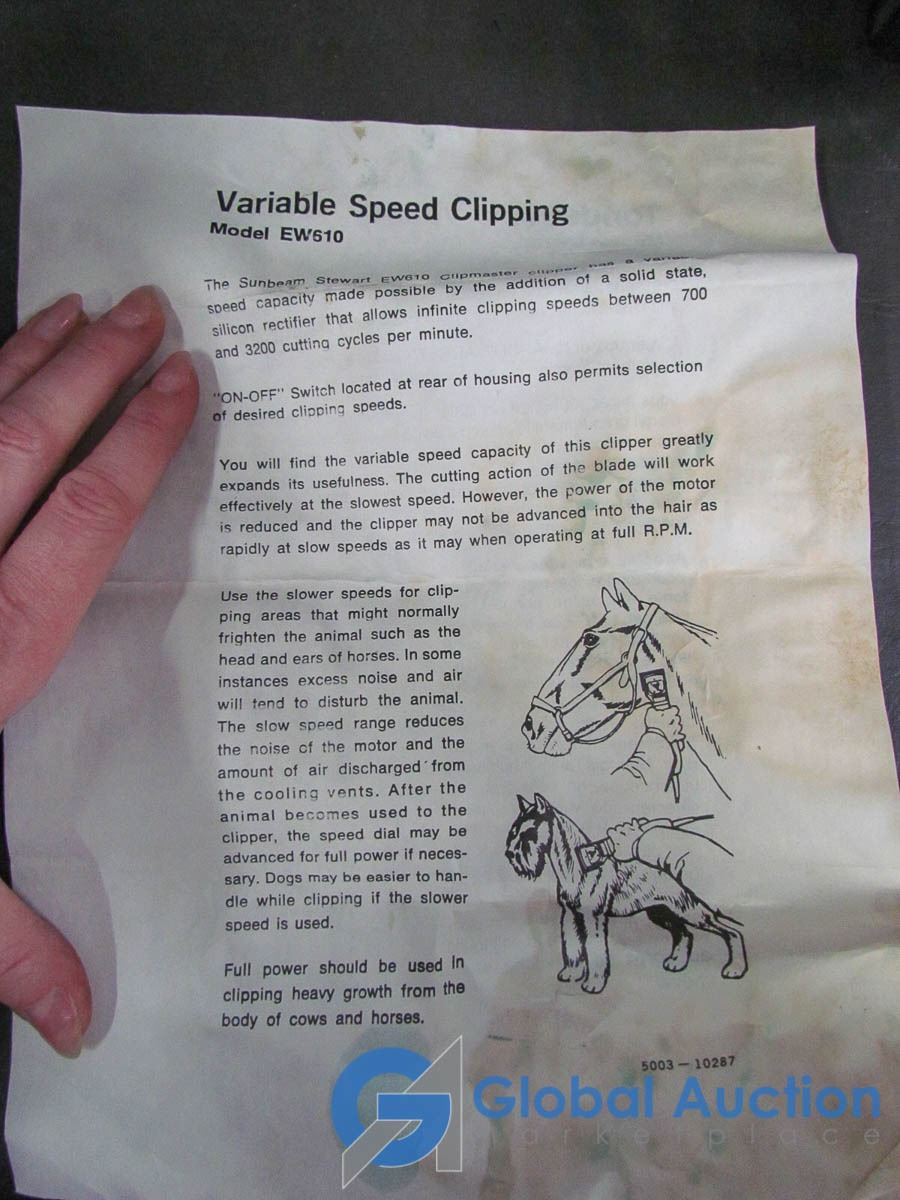 Variable Speed Clipping
Model EW610
The Sunbeam Stewart EW610 Clipmaster clipper has a
speed capacity made possible by the addition of a solid state,
silicon rectifier that allows infinite clipping speeds between 700
and 3200 cutting cycles per minute.
"ON-OFF" Switch located at rear of housing also permits selection
of desired clipping speeds.
You will find the variable speed capacity of this clipper greatly
expands its usefulness. The cutting action of the blade will work
effectively at the slowest speed. However, the power of the motor
is reduced and the clipper may not be advanced into the hair as
rapidly at slow speeds as it may when operating at full R.P.M.
Use the slower speeds for clip-
ping areas that might normally
frighten the animal such as the
head and ears of horses. In some
instances excess noise and air
will tend to disturb the animal.
The slow speed range reduces
the noise of the motor and the
amount of air discharged from
the cooling vents. After the
animal becomes used to the
clipper, the speed dial may be
advanced for full power if neces-
sary. Dogs may be easier to han-
dle while clipping if the slower
speed is used.
Full power should be used in
clipping heavy growth from the
body of cows and horses.
5003 — 10287
Global Auction
Marketplace